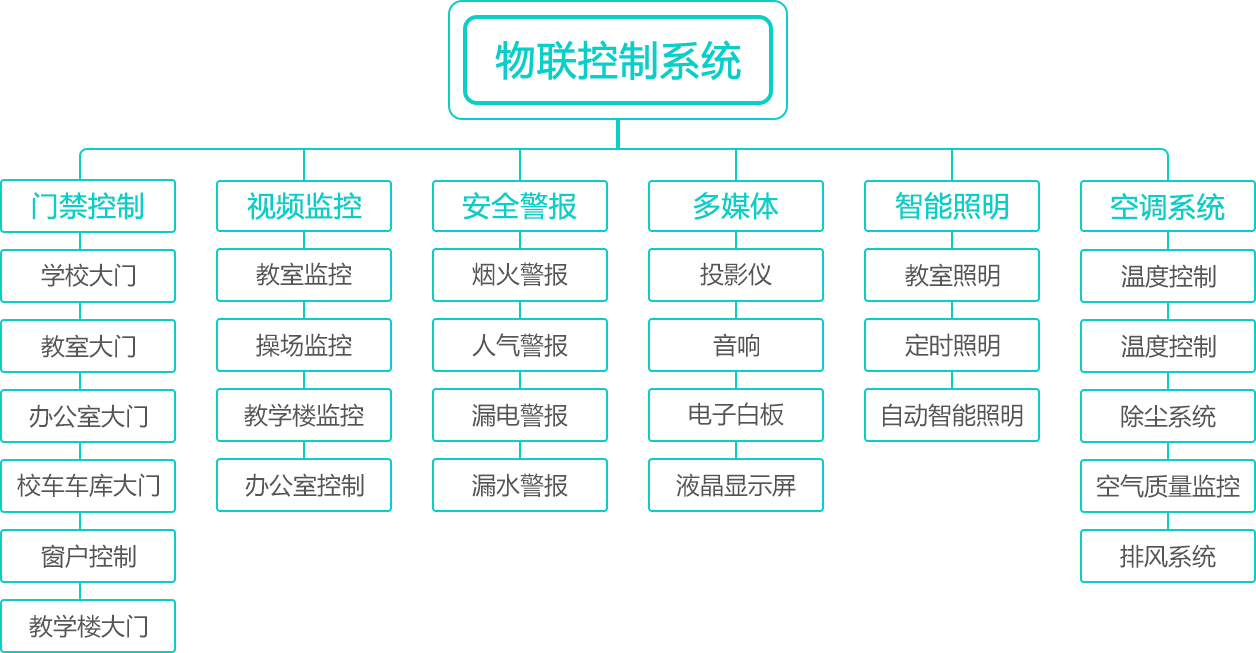 物联控制系统
门禁控制
学校大门
教室大门
办公室大门
校车车库大门
窗户控制
教学楼大门
视频监控
教室监控
操场监控
教学楼监控
办公室控制
安全警报
烟火警报
人气警报
漏电警报
漏水警报
多媒体
投影仪
音响
电子白板
液晶显示屏
智能照明
教室照明
定时照明
自动智能照明
空调系统
温度控制
温度控制
除尘系统
空气质量监控
排风系统